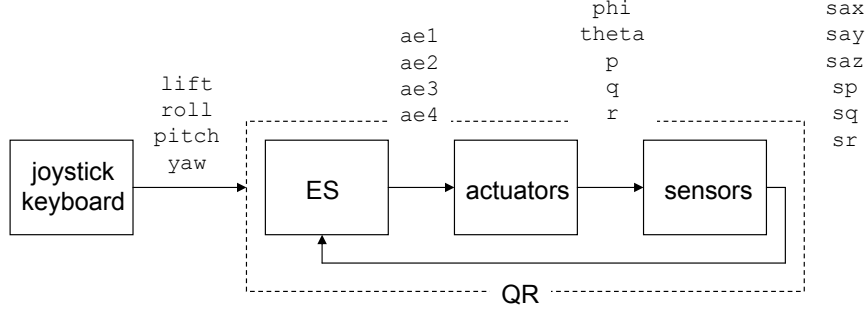 phi
theta
p
q
r
sax
say
saz
sp
sq
sr
ae1
ae2
ae3
ae4
lift
roll
pitch
yaw
joystick
keyboard
ES
actuators
sensors
QR